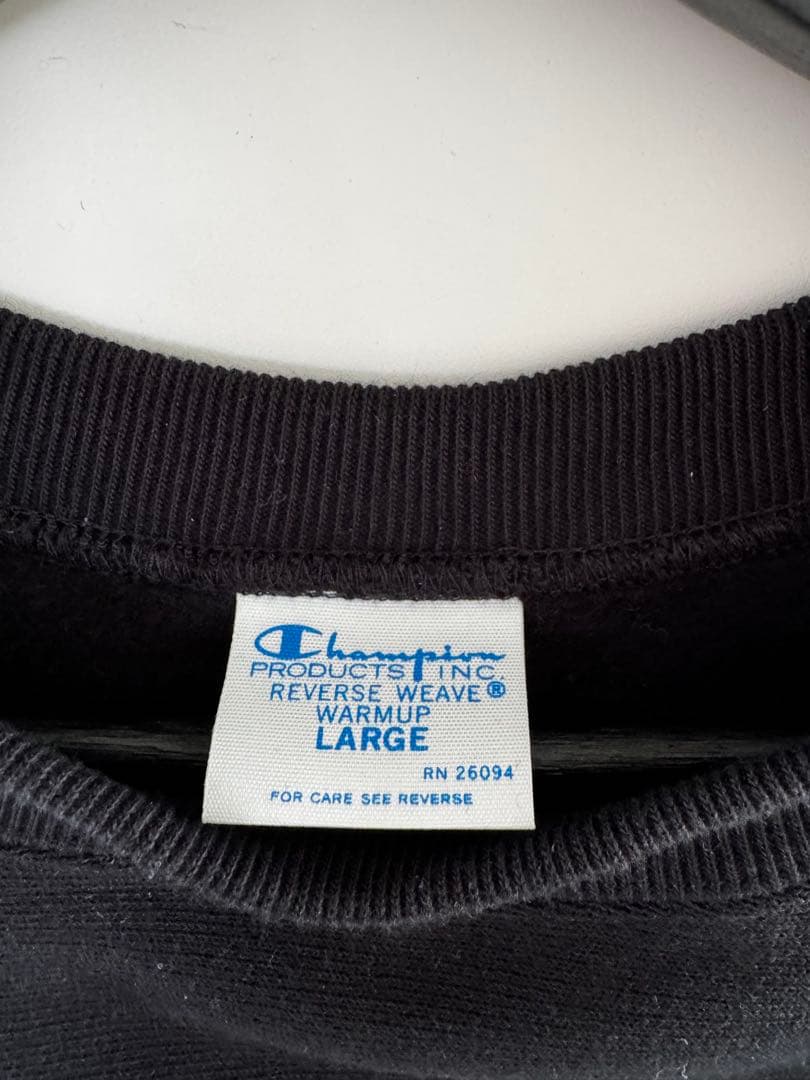 Champion
PRODUCTS INC
REVERSE WEAVE®
WARMUP
LARGE
RN 26094
FOR CARE SEE REVERSE